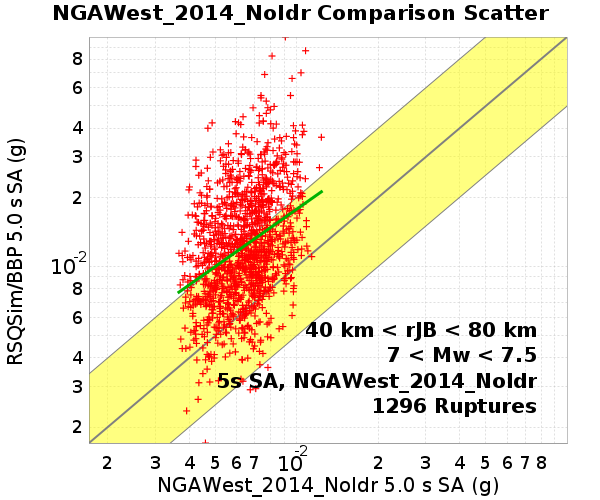 NGAWest_2014_NoIdr Comparison Scatter
RSQSim/BBP 5.0 s SA (g)
8
6
4
3
2
10-2
8
6
4
3
2
40 km < rJB < 80 km
7 < Mw < 7.5
5s SA, NGAWest_2014_NoIdr
1296 Ruptures
2 3 4 5 6 7 10-2 2 3 4 5 6 7 8
NGAWest_2014_NoIdr 5.0 s SA (g)